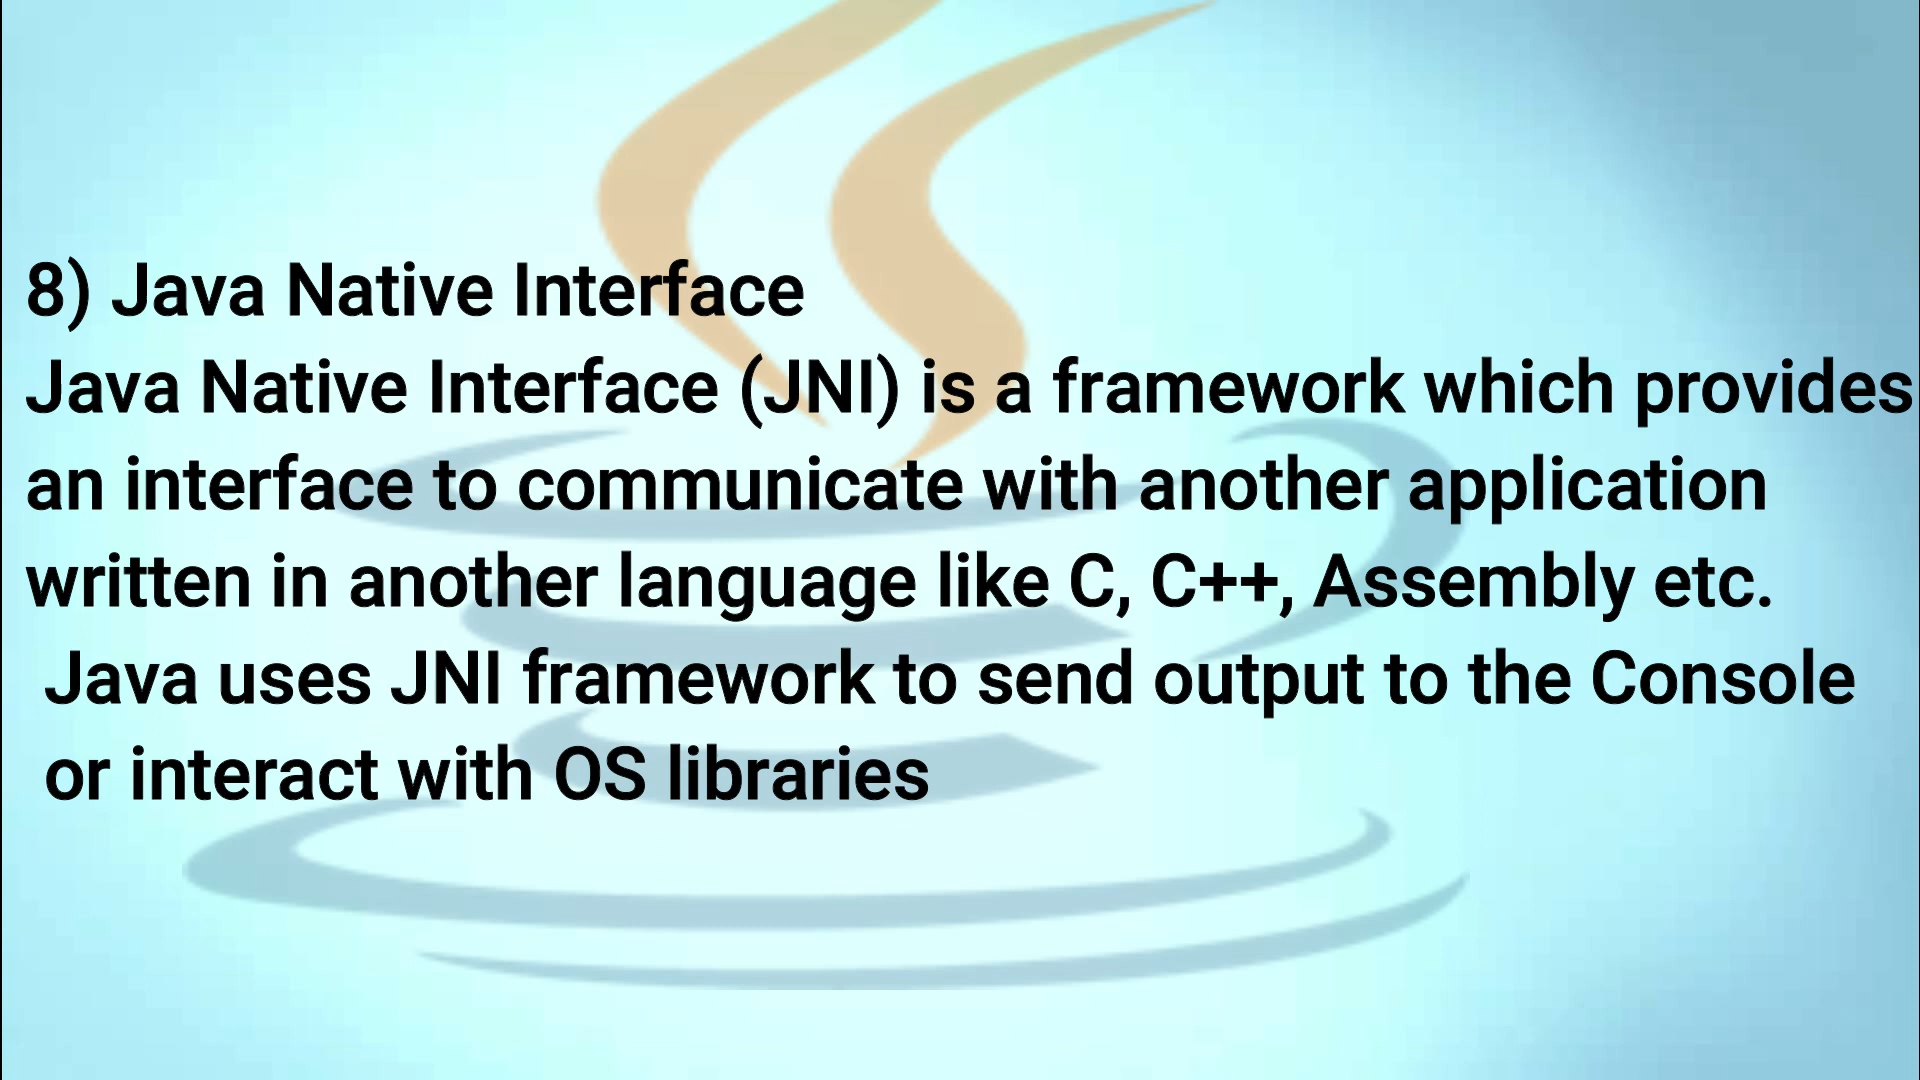 8) Java Native Interface
Java Native Interface (JNI) is a framework which provides
an interface to communicate with another application
written in another language like C, C++, Assembly etc.
Java uses JNI framework to send output to the Console
or interact with OS libraries